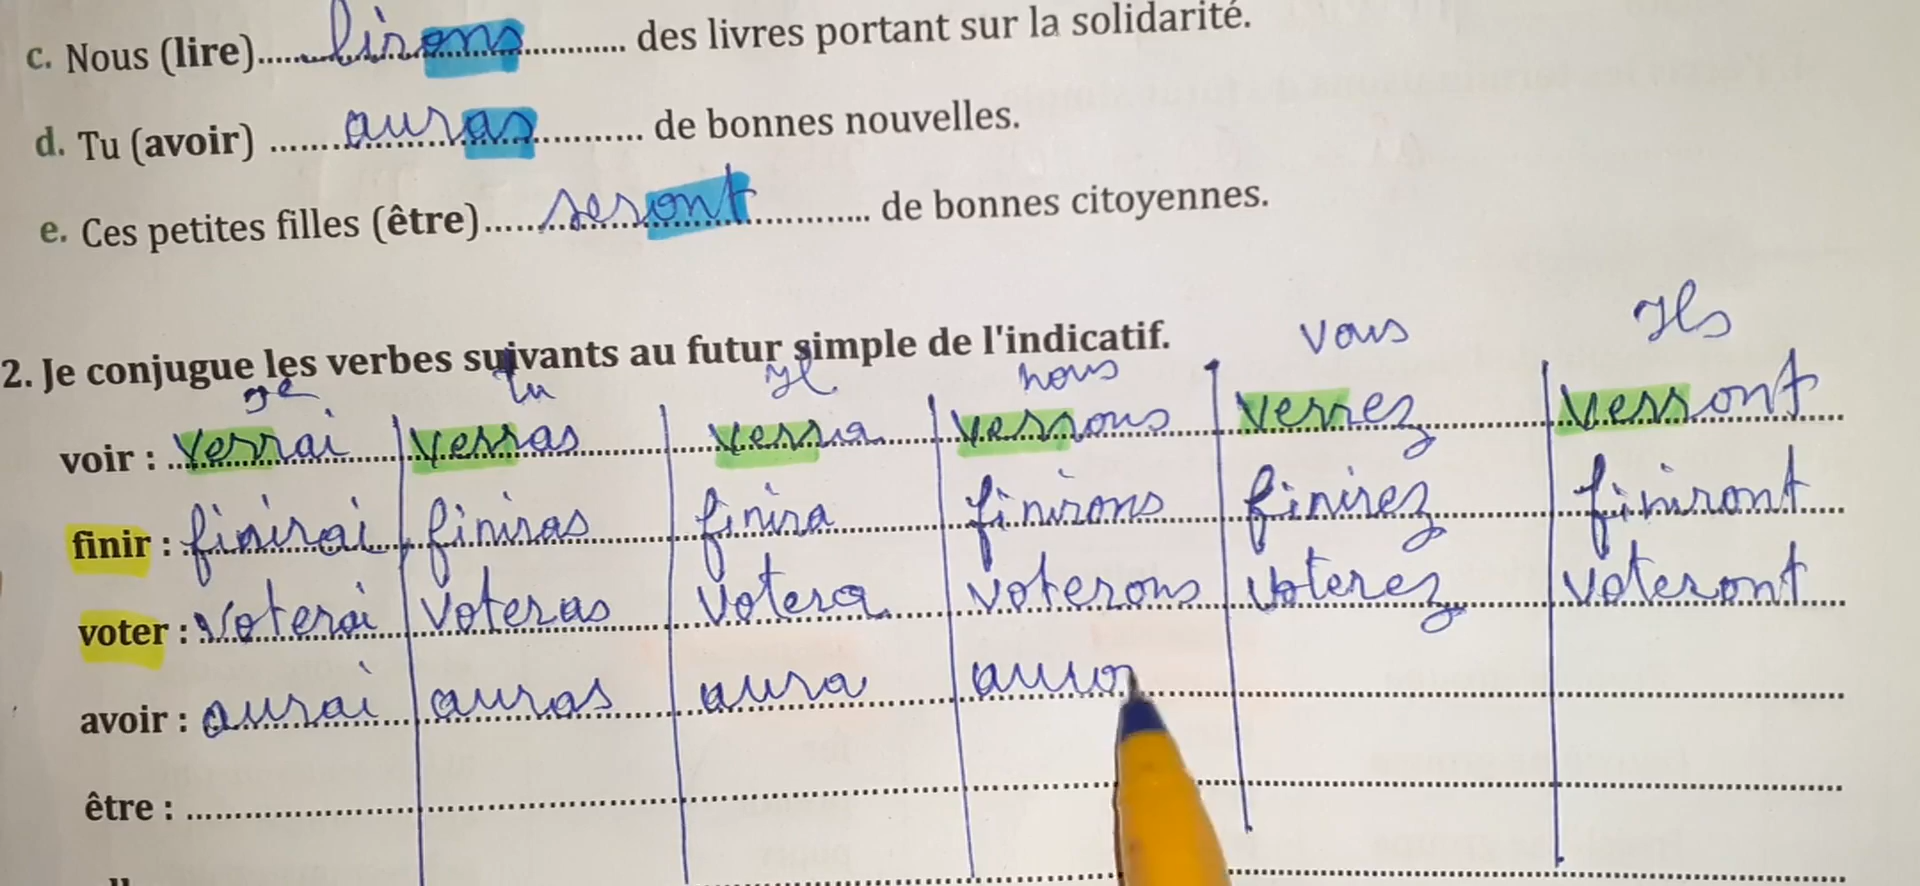 c. Nous (lire)......lirons............ des livres portant sur la solidarité.
d. Tu (avoir) ......auras........... de bonnes nouvelles.
e. Ces petites filles (être)......seront............ de bonnes citoyennes.
2. Je conjugue les verbes suivants au futur simple de l'indicatif.
je tu il nous vous ils
voir : verrai verras verra verrons verrez verront
finir : finirai finiras finira finirons finirez finiront
voter : voterai voteras votera voterons voterez voteront
avoir : aurai auras aura auron
être :